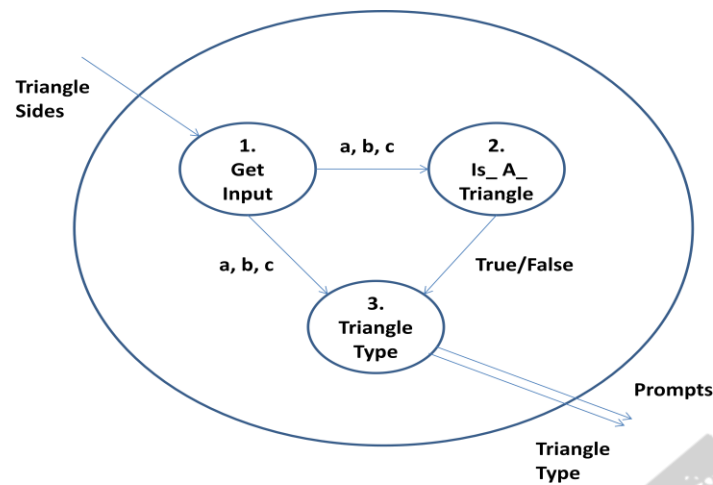 Triangle
Sides
1.
Get
Input
a, b, c
2.
Is_ A_
Triangle
a, b, c
True/False
3.
Triangle
Type
Prompts
Triangle
Type